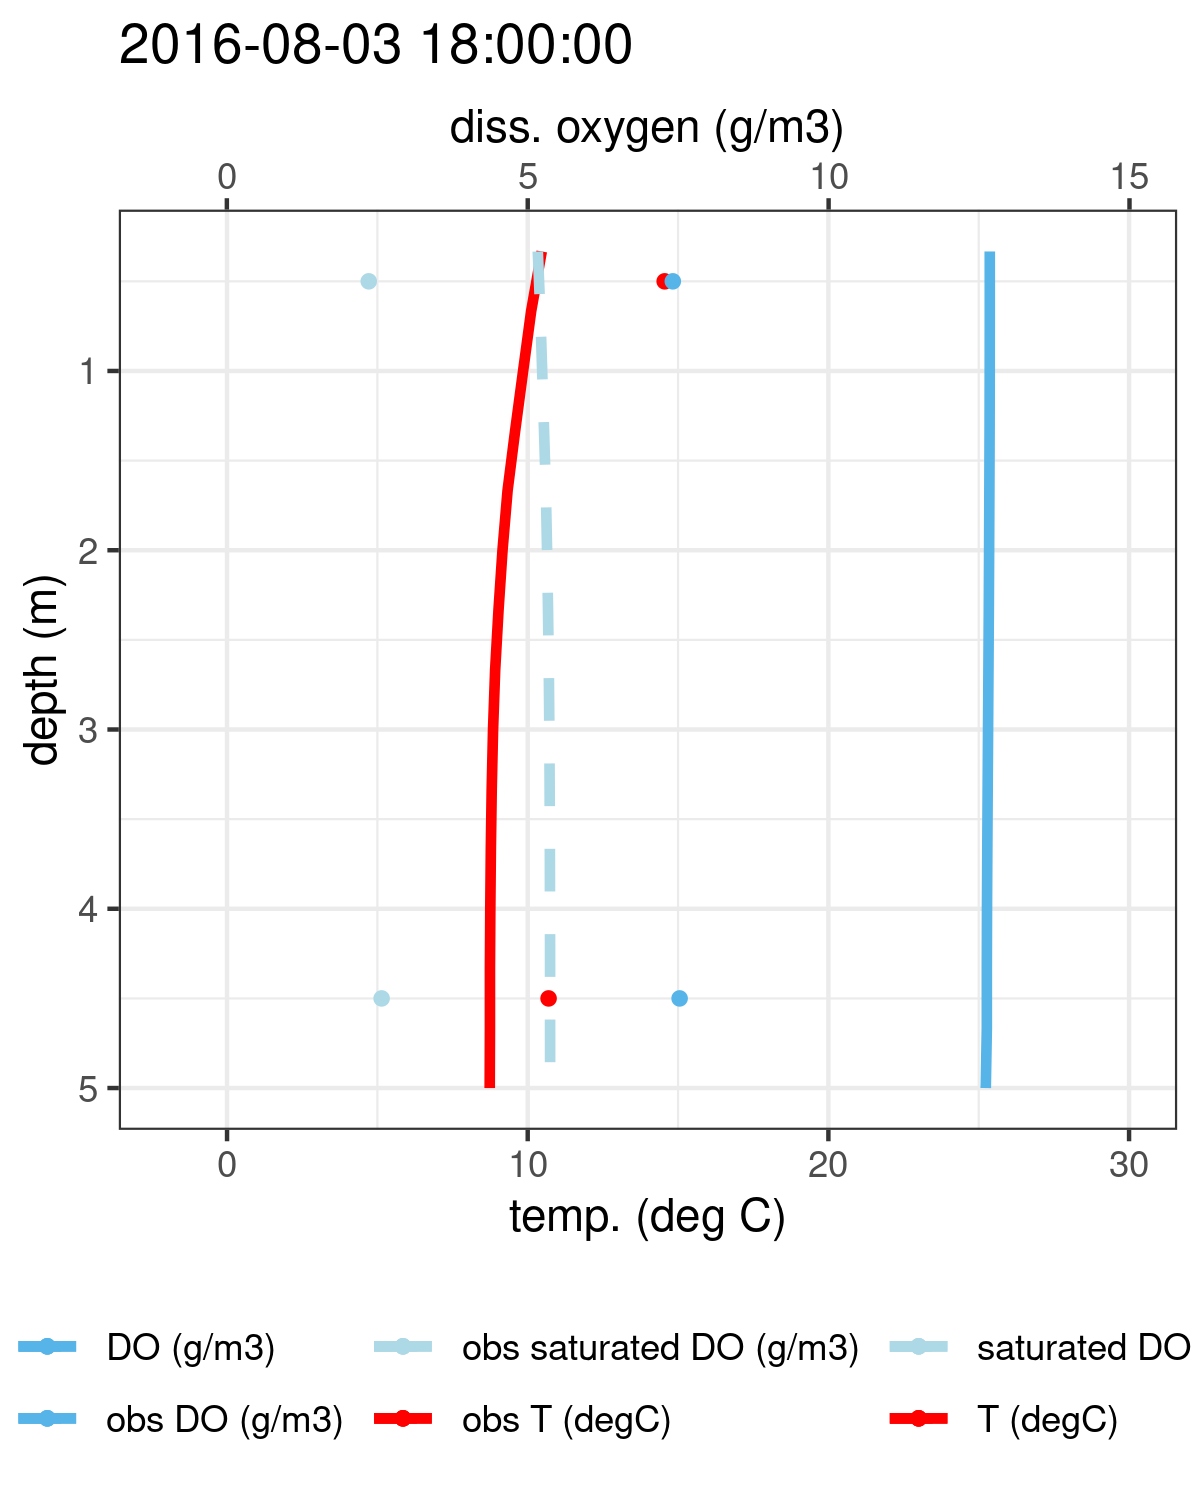 2016-08-03 18:00:00
diss. oxygen (g/m3)
0 5 10 15
depth (m)
1
2
3
4
5
0 10 20 30
temp. (deg C)
DO (g/m3) obs saturated DO (g/m3) saturated DO
obs DO (g/m3) obs T (degC) T (degC)